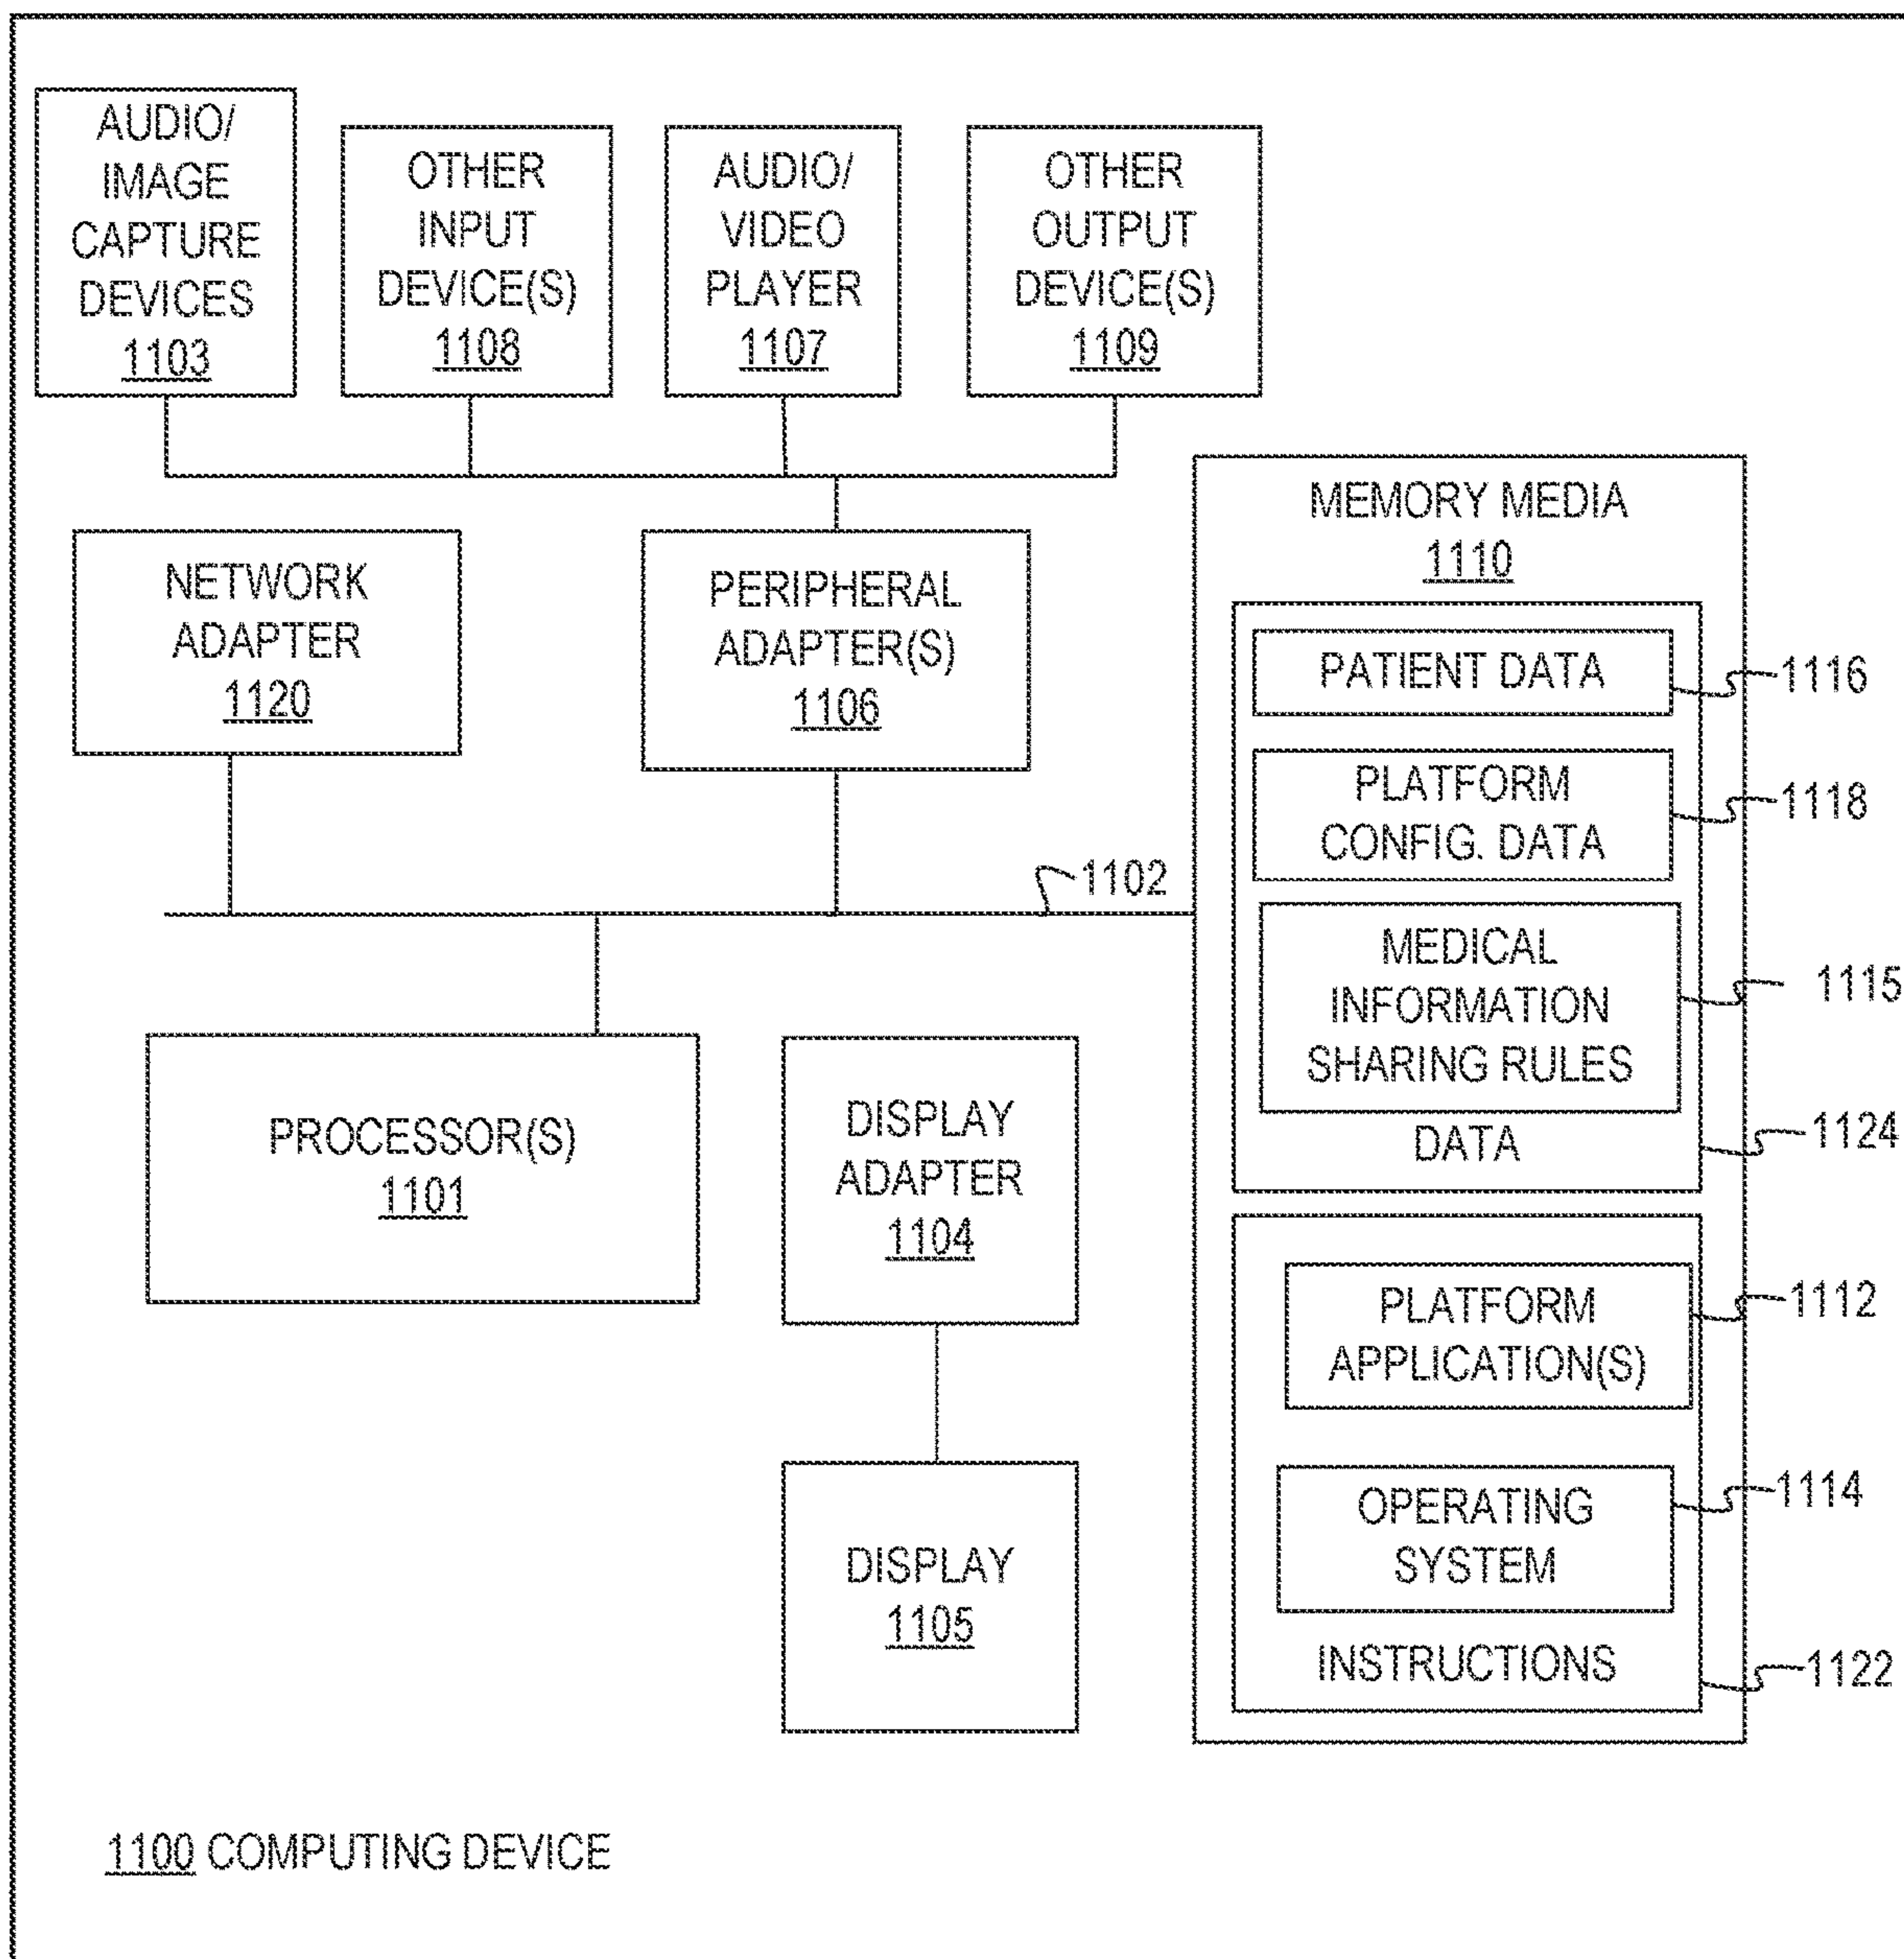 AUDIO/
IMAGE
CAPTURE
DEVICES
1103
OTHER
INPUT
DEVICE(S)
1108
AUDIO/
VIDEO
PLAYER
1107
OTHER
OUTPUT
DEVICE(S)
1109
NETWORK
ADAPTER
1120
PERIPHERAL
ADAPTER(S)
1106
1102
PROCESSOR(S)
1101
DISPLAY
ADAPTER
1104
DISPLAY
1105
MEMORY MEDIA
1110
PATIENT DATA
1116
PLATFORM
CONFIG. DATA
1118
MEDICAL
INFORMATION
SHARING RULES
1115
DATA
1124
PLATFORM
APPLICATION(S)
1112
OPERATING
SYSTEM
1114
INSTRUCTIONS
1122
1100 COMPUTING DEVICE